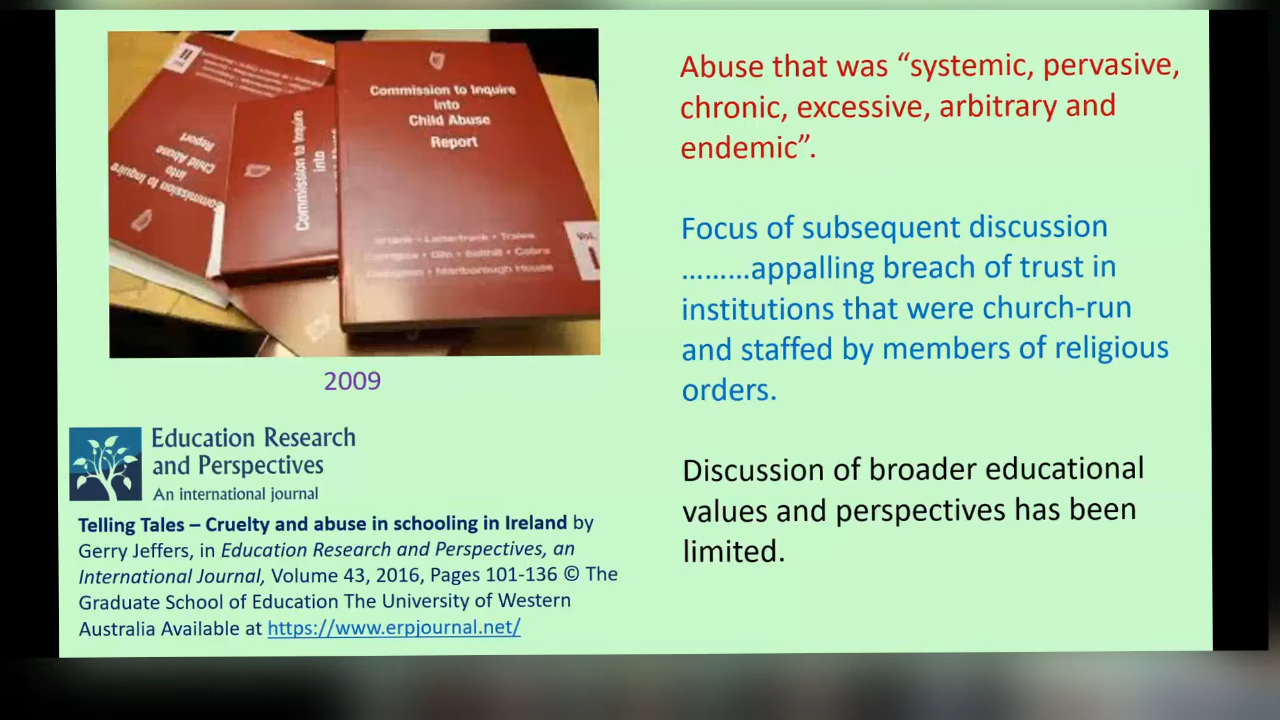 Commission to Inquire
into
Child Abuse
Report
Commission to Inquire
into
Commission to Inquire
into
Child Abuse
Report
Vol.
I
2009
Education Research
and Perspectives
An international journal
Telling Tales – Cruelty and abuse in schooling in Ireland by
Gerry Jeffers, in Education Research and Perspectives, an
International Journal, Volume 43, 2016, Pages 101-136 © The
Graduate School of Education The University of Western
Australia Available at https://www.erpjournal.net/
Abuse that was “systemic, pervasive,
chronic, excessive, arbitrary and
endemic”.
Focus of subsequent discussion
………appalling breach of trust in
institutions that were church-run
and staffed by members of religious
orders.
Discussion of broader educational
values and perspectives has been
limited.